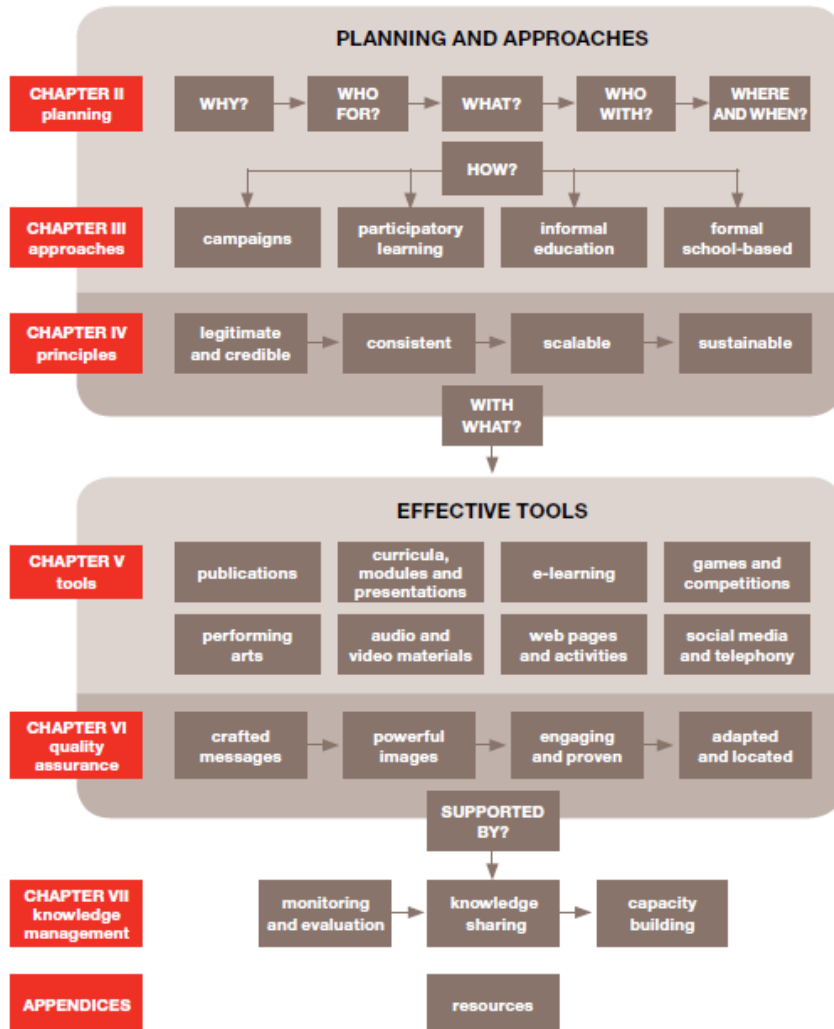 PLANNING AND APPROACHES
CHAPTER II
planning
WHY?
WHO
FOR?
WHAT?
WHO
WITH?
WHERE
AND WHEN?
HOW?
CHAPTER III
approaches
campaigns
participatory
learning
informal
education
formal
school-based
CHAPTER IV
principles
legitimate
and credible
consistent
scalable
sustainable
WITH
WHAT?
EFFECTIVE TOOLS
CHAPTER V
tools
publications
curricula,
modules and
presentations
e-learning
games and
competitions
performing
arts
audio and
video materials
web pages
and activities
social media
and telephony
CHAPTER VI
quality
assurance
crafted
messages
powerful
images
engaging
and proven
adapted
and located
SUPPORTED
BY?
CHAPTER VII
knowledge
management
monitoring
and evaluation
knowledge
sharing
capacity
building
APPENDICES
resources